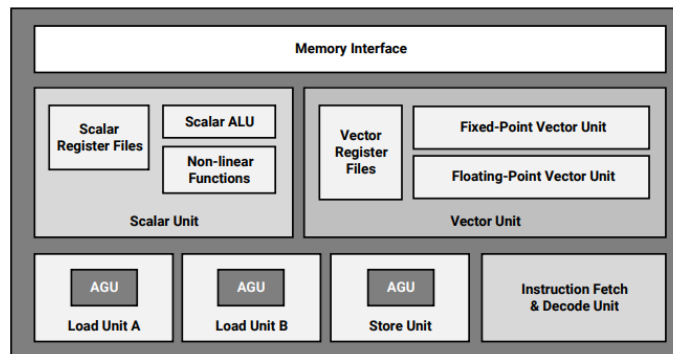 Memory Interface
Scalar
Register Files
Scalar ALU
Non-linear
Functions
Scalar Unit
Vector
Register
Files
Fixed-Point Vector Unit
Floating-Point Vector Unit
Vector Unit
AGU
Load Unit A
AGU
Load Unit B
AGU
Store Unit
Instruction Fetch
& Decode Unit